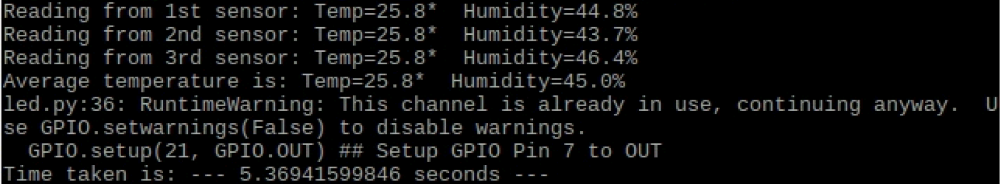 Reading from 1st sensor: Temp=25.8*  Humidity=44.8%
Reading from 2nd sensor: Temp=25.8*  Humidity=43.7%
Reading from 3rd sensor: Temp=25.8*  Humidity=46.4%
Average temperature is: Temp=25.8*  Humidity=45.0%
led.py:36: RuntimeWarning: This channel is already in use, continuing anyway.  U
se GPIO.setwarnings(False) to disable warnings.
  GPIO.setup(21, GPIO.OUT) ## Setup GPIO Pin 7 to OUT
Time taken is: --- 5.36941599846 seconds ---